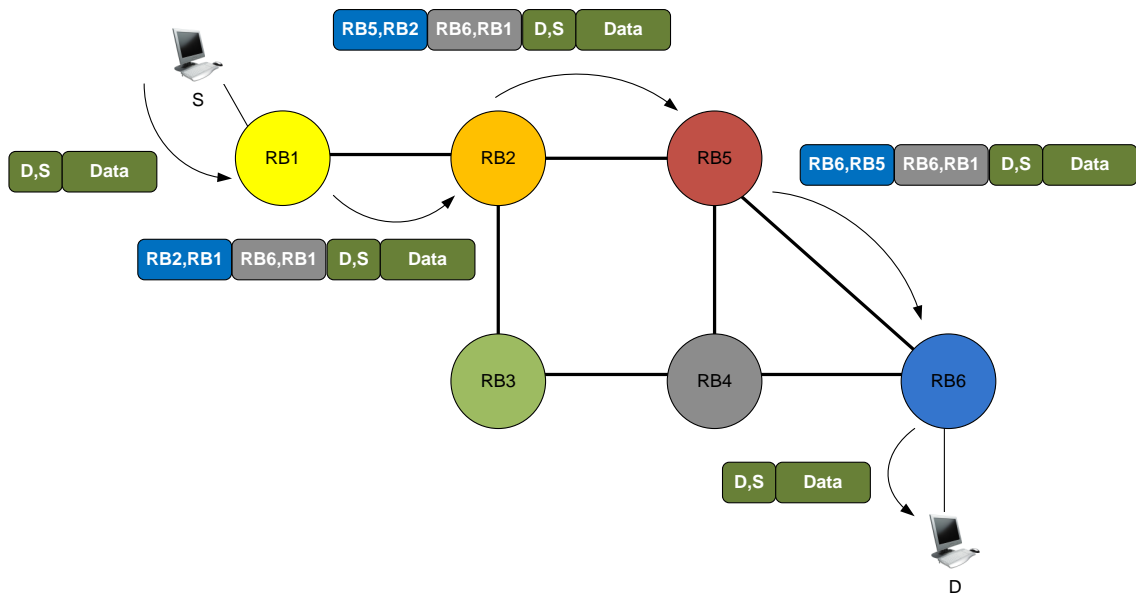 RB5,RB2 RB6,RB1 D,S Data
S
RB1 RB2 RB5
D,S Data
RB6,RB5 RB6,RB1 D,S Data
RB2,RB1 RB6,RB1 D,S Data
RB3 RB4 RB6
D,S Data
D